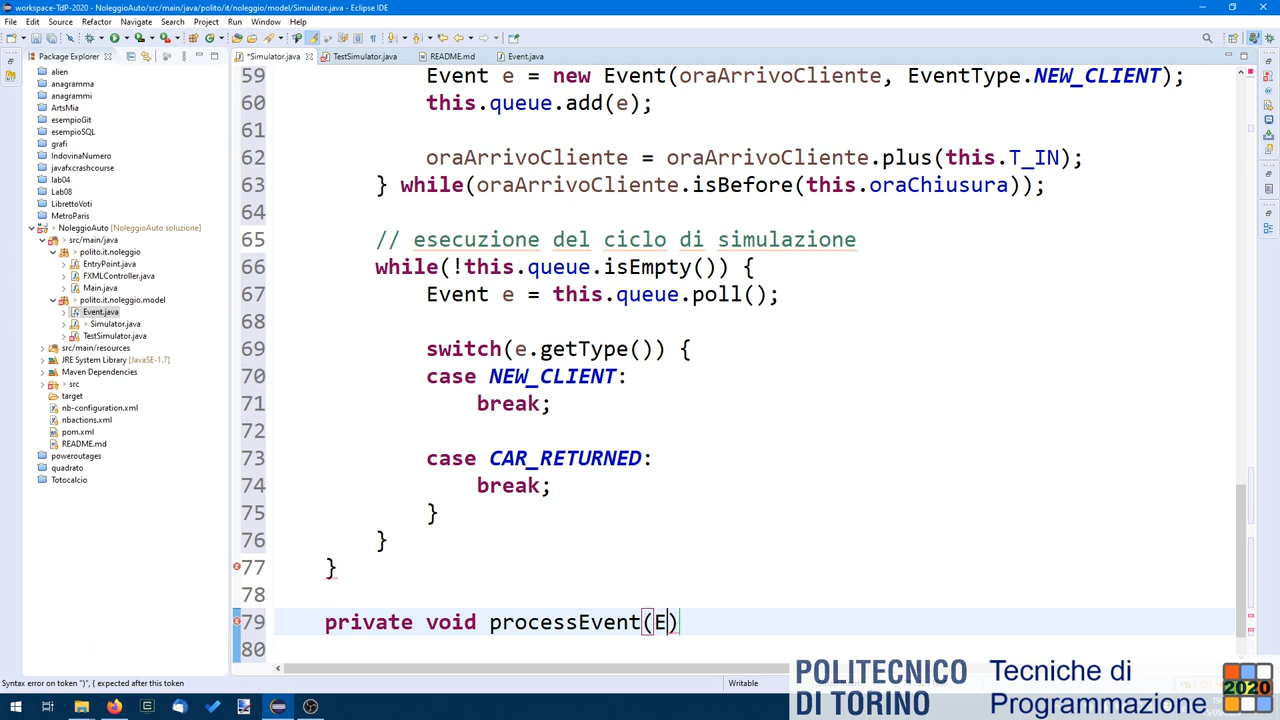 workspace-TdP-2020 - NoleggioAuto/src/main/java/polito/it/noleggio/model/Simulator.java - Eclipse IDE
File Edit Source Refactor Navigate Search Project Run Window Help
Package Explorer
*Simulator.java TestSimulator.java README.md Event.java
alien
anagramma
anagrammi
ArtsMia
esempioGit
esempioSQL
grafi
IndovinaNumero
javafxcrashcourse
lab04
Lab08
LibrettoVoti
MetroParis
> NoleggioAuto [NoleggioAuto soluzione]
> src/main/java
> polito.it.noleggio
EntryPoint.java
FXMLController.java
Main.java
> polito.it.noleggio.model
Event.java
> Simulator.java
TestSimulator.java
src/main/resources
JRE System Library [JavaSE-1.7]
Maven Dependencies
> src
target
nb-configuration.xml
nbactions.xml
pom.xml
README.md
poweroutages
quadrato
Totocalcio
59 Event e = new Event(oraArrivoCliente, EventType.NEW_CLIENT);
60 this.queue.add(e);
61
62 oraArrivoCliente = oraArrivoCliente.plus(this.T_IN);
63 } while(oraArrivoCliente.isBefore(this.oraChiusura));
64
65 // esecuzione del ciclo di simulazione
66 while(!this.queue.isEmpty()) {
67 Event e = this.queue.poll();
68
69 switch(e.getType()) {
70 case NEW_CLIENT:
71 break;
72
73 case CAR_RETURNED:
74 break;
75 }
76 }
77 }
78
79 private void processEvent(E)
80
Syntax error on token ")", { expected after this token
Writable
POLITECNICO
DI TORINO
Tecniche di
Programmazione
2020